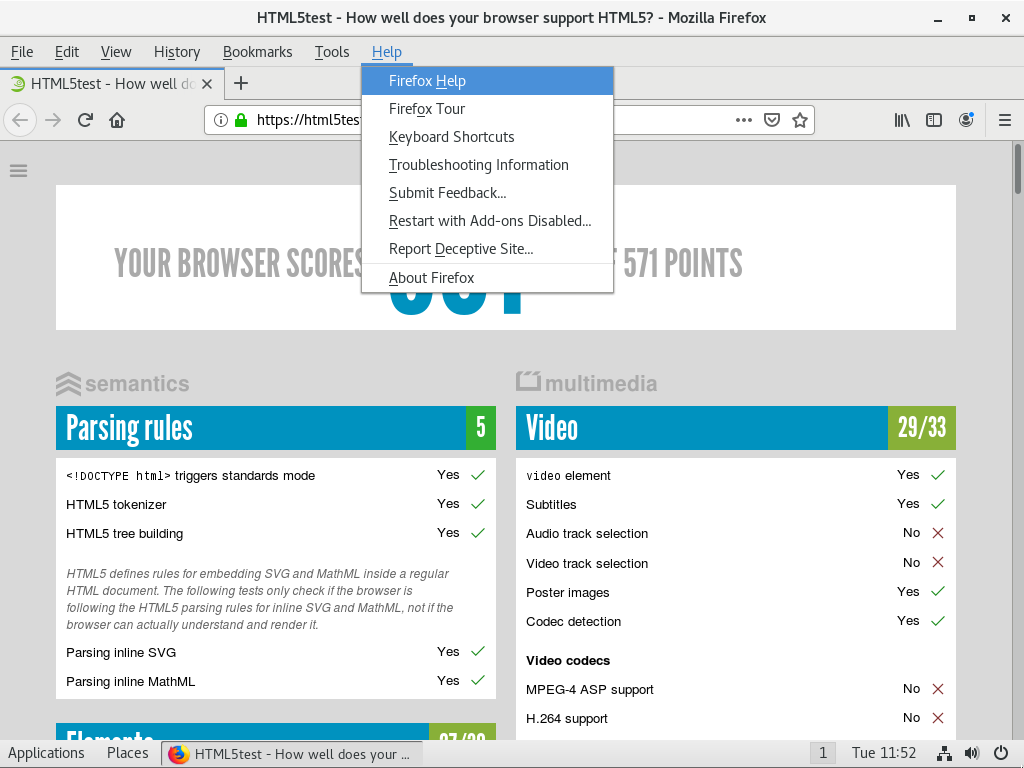 HTML5test - How well does your browser support HTML5? - Mozilla Firefox
File Edit View History Bookmarks Tools Help
HTML5test - How well do
https://html5tes
Firefox Help
Firefox Tour
Keyboard Shortcuts
Troubleshooting Information
Submit Feedback...
Restart with Add-ons Disabled...
Report Deceptive Site...
About Firefox
YOUR BROWSER SCORES 571 POINTS
semantics
Parsing rules 5
<!DOCTYPE html> triggers standards mode Yes
HTML5 tokenizer Yes
HTML5 tree building Yes
HTML5 defines rules for embedding SVG and MathML inside a regular
HTML document. The following tests only check if the browser is
following the HTML5 parsing rules for inline SVG and MathML, not if the
browser can actually understand and render it.
Parsing inline SVG Yes
Parsing inline MathML Yes
Elements
multimedia
Video 29/33
video element Yes
Subtitles Yes
Audio track selection No
Video track selection No
Poster images Yes
Codec detection Yes
Video codecs
MPEG-4 ASP support No
H.264 support No
Applications Places HTML5test - How well does your ... 1 Tue 11:52